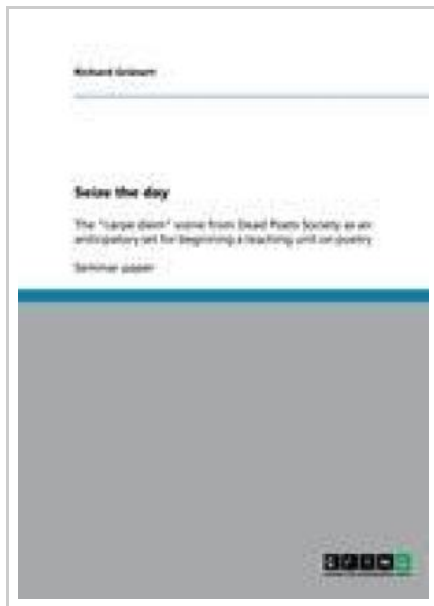 Richard
Seize the day
The "carpe diem" scene from Dead Poets Society as an
anticipatory set for beginning a teaching unit on poetry
Seminar paper
GRIN